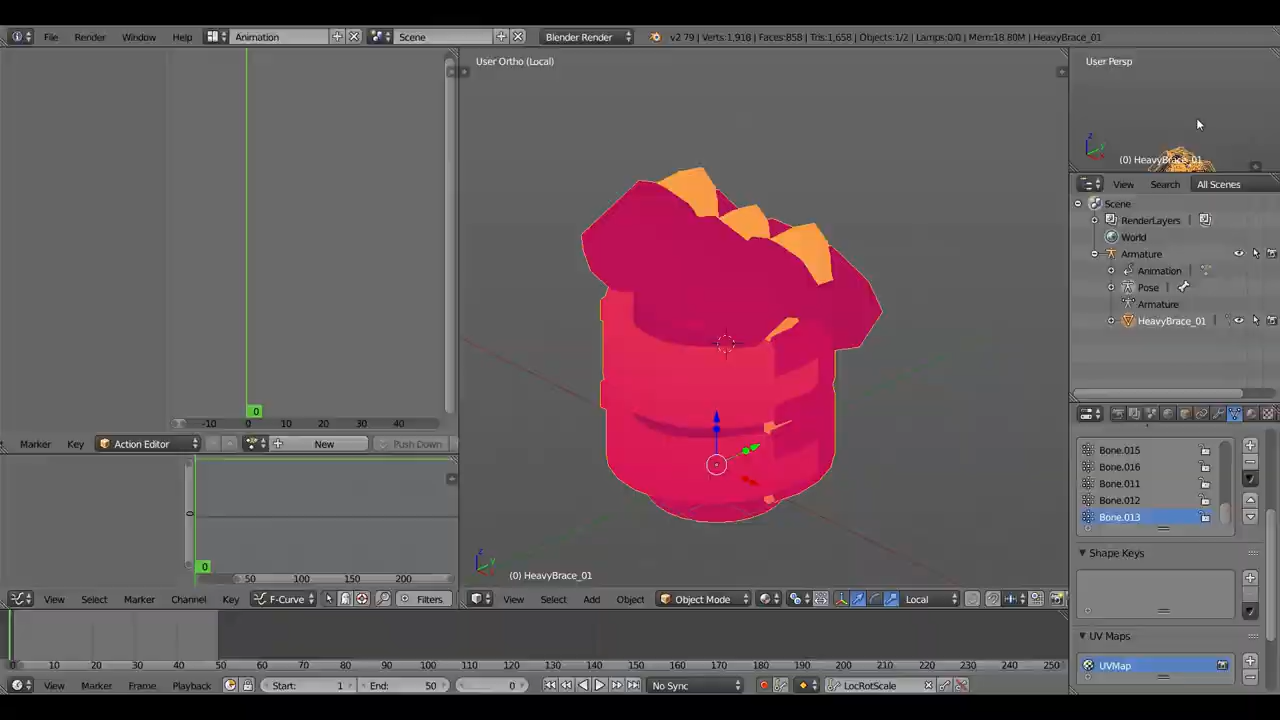 File Render Window Help Animation Scene Blender Render v2 79 | Verts:1,918 | Faces:858 | Tris:1,658 | Objects:1/2 | Lamps:0/0 | Mem:18.80M | HeavyBrace_01
User Ortho (Local)
User Persp
(0) HeavyBrace_01
View Search All Scenes
Scene
RenderLayers
World
Armature
Animation
Pose
Armature
HeavyBrace_01
0
-10 0 10 20 30 40
Marker Key Action Editor New Push Down
Bone.015
Bone.016
Bone.011
Bone.012
Bone.013
0
Shape Keys
0
50 100 150 200
(0) HeavyBrace_01
View Select Marker Channel Key F-Curve Filters
View Select Add Object Object Mode Local
UV Maps
UVMap
0 10 20 30 40 50 60 70 80 90 100 110 120 130 140 150 160 170 180 190 200 210 220 230 240 250
View Marker Frame Playback Start: 1 End: 50 0 No Sync LocRotScale